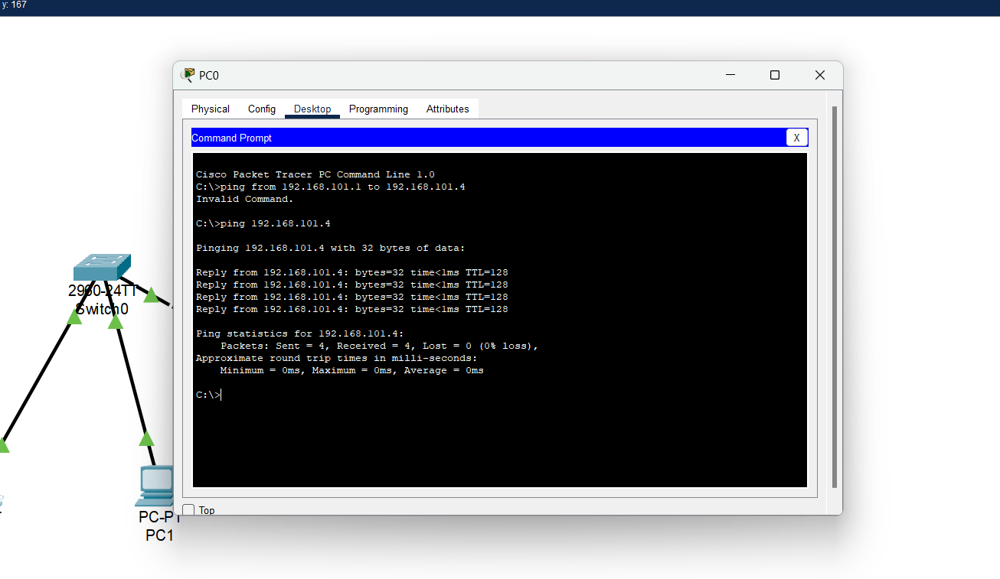 y: 167
PC0
Physical Config Desktop Programming Attributes
Command Prompt
X
Cisco Packet Tracer PC Command Line 1.0
C:\>ping from 192.168.101.1 to 192.168.101.4
Invalid Command.
C:\>ping 192.168.101.4
Pinging 192.168.101.4 with 32 bytes of data:
Reply from 192.168.101.4: bytes=32 time<1ms TTL=128
Reply from 192.168.101.4: bytes=32 time<1ms TTL=128
Reply from 192.168.101.4: bytes=32 time<1ms TTL=128
Reply from 192.168.101.4: bytes=32 time<1ms TTL=128
Ping statistics for 192.168.101.4:
Packets: Sent = 4, Received = 4, Lost = 0 (0% loss),
Approximate round trip times in milli-seconds:
Minimum = 0ms, Maximum = 0ms, Average = 0ms
C:\>
Top
2960-24TT
Switch0
PC-PT
PC1